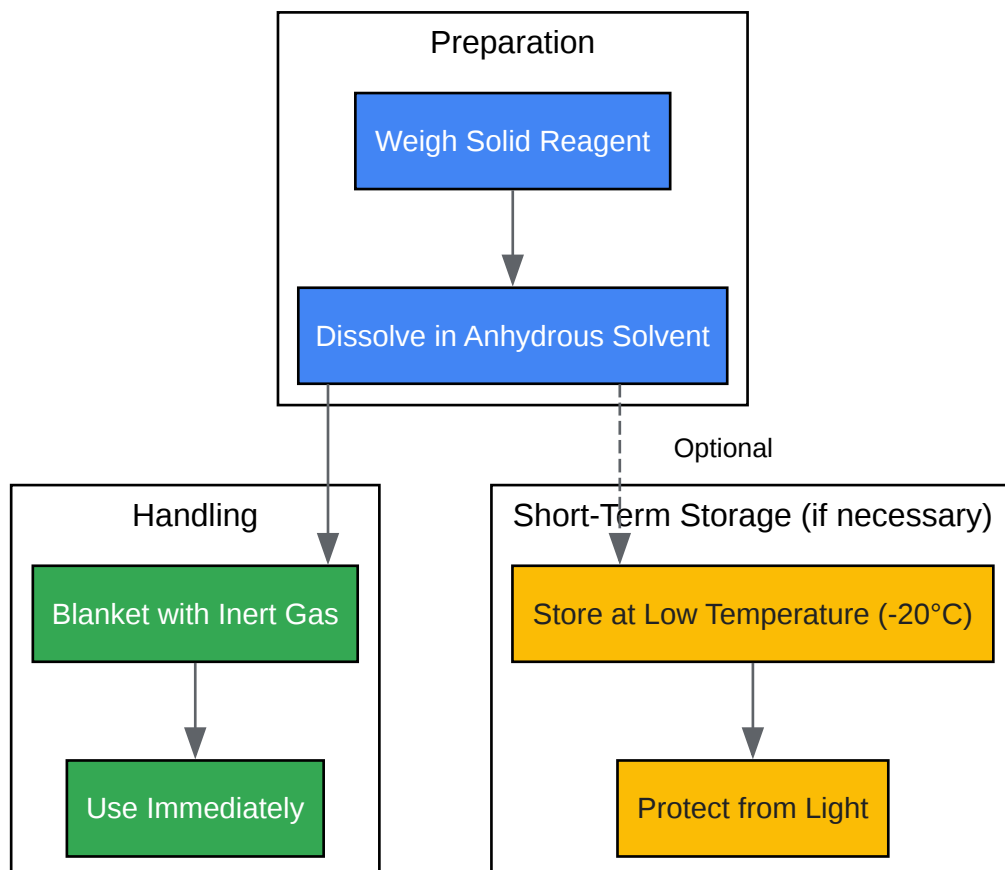 Preparation
Weigh Solid Reagent
Dissolve in Anhydrous Solvent
Optional
Handling
Blanket with Inert Gas
Use Immediately
Short-Term Storage (if necessary)
Store at Low Temperature (-20°C)
Protect from Light